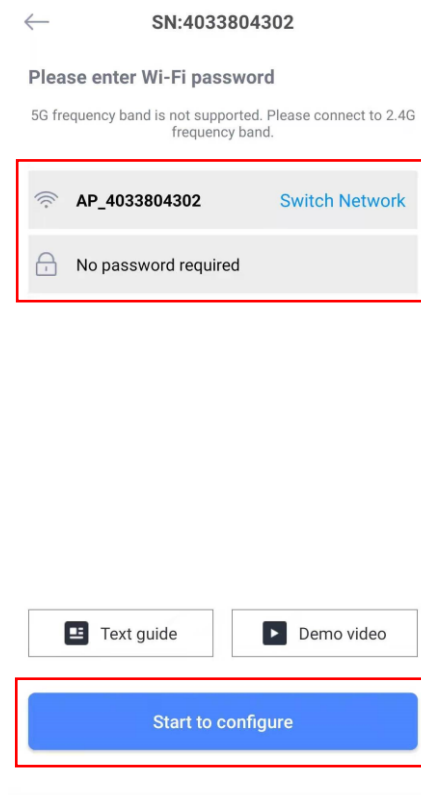 SN:4033804302
Please enter Wi-Fi password
5G frequency band is not supported. Please connect to 2.4G
frequency band.
AP_4033804302 Switch Network
No password required
Text guide Demo video
Start to configure